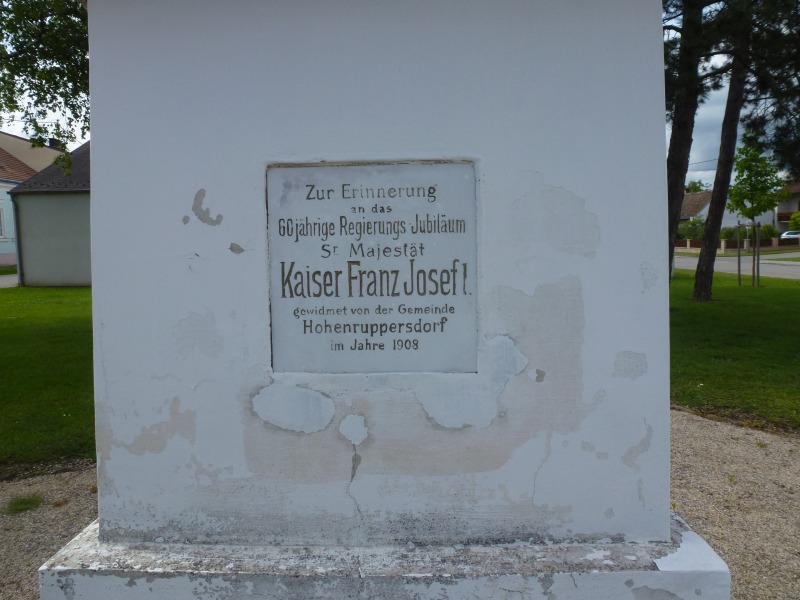 Zur Erinnerung
an das
60jährige Regierungs-Jubiläum
Sr. Majestät
Kaiser Franz Josef I.
gewidmet von der Gemeinde
Hohenruppersdorf
im Jahre 1908